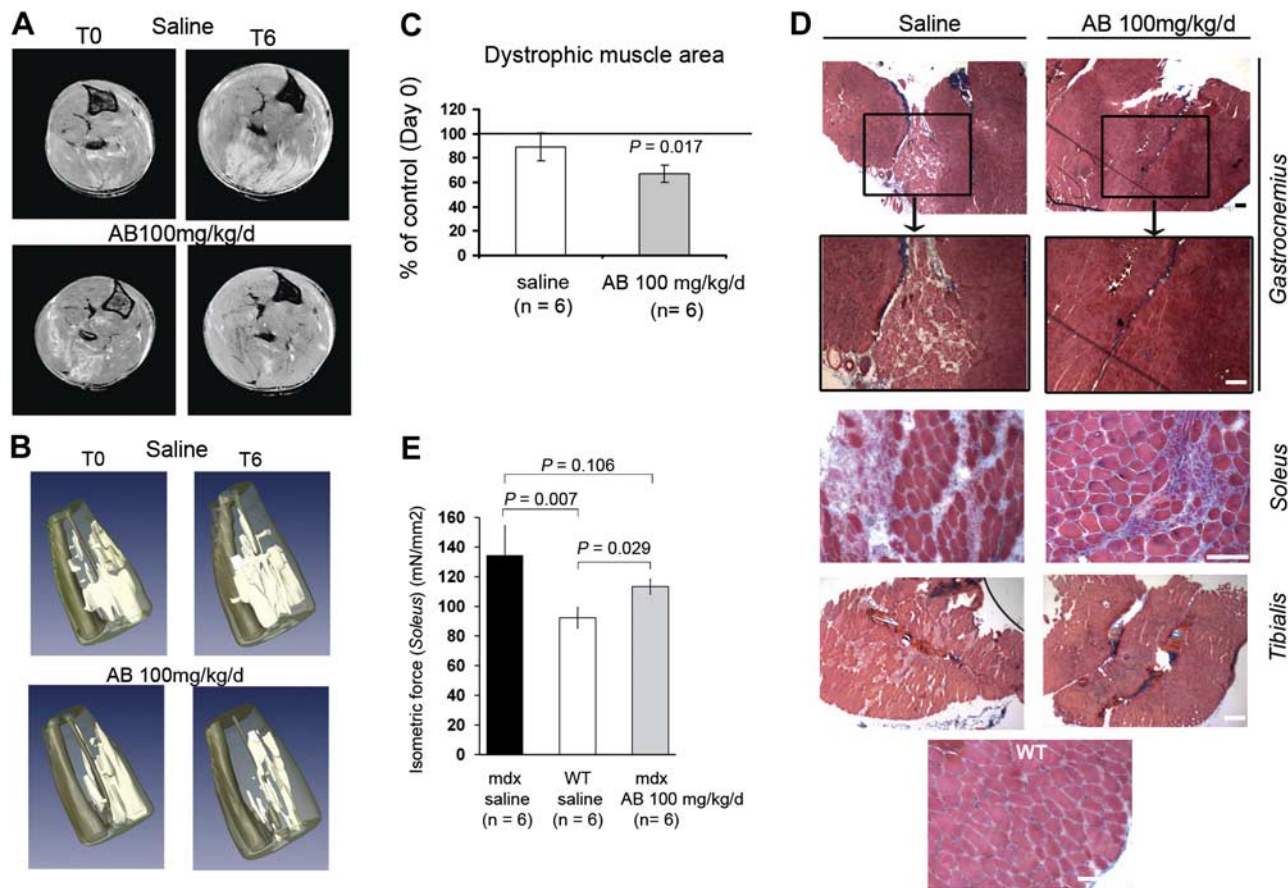 A
Saline
T0
T6
AB100mg/kg/d
B
Saline
T0
T6
AB 100mg/kg/d
C
Dystrophic muscle area
% of control (Day 0)
120
100
80
60
40
20
0
P = 0.017
saline
(n = 6)
AB 100 mg/kg/d
(n= 6)
E
P = 0.106
P = 0.007
P = 0.029
Isometric force (Soleus) (mN/mm2)
160
140
120
100
80
60
40
20
0
mdx
saline
(n = 6)
WT
saline
(n = 6)
mdx
AB 100 mg/kg/d
(n= 6)
D
Saline
AB 100mg/kg/d
Gastrocnemius
Soleus
Tibialis
WT